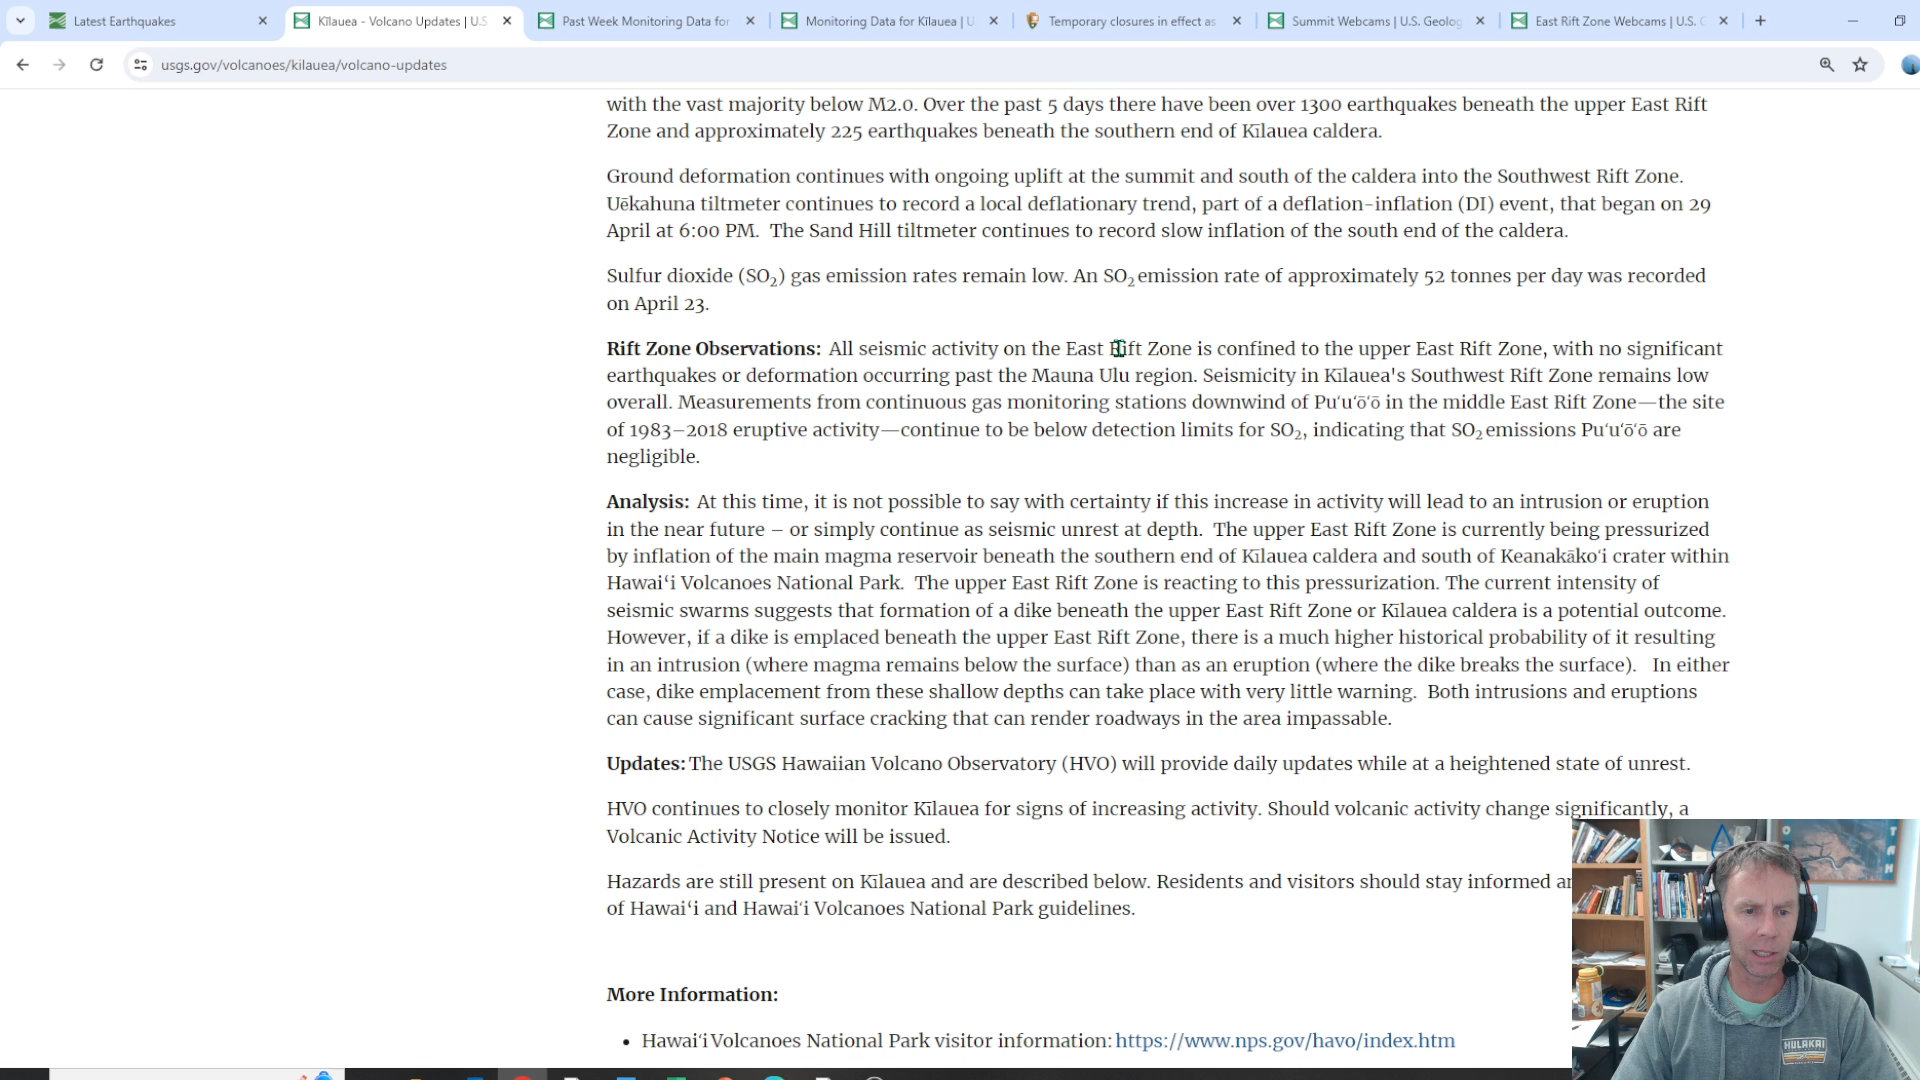 Latest Earthquakes
Kīlauea - Volcano Updates | U.S
Past Week Monitoring Data for
Monitoring Data for Kīlauea | U
Temporary closures in effect as
Summit Webcams | U.S. Geolog
East Rift Zone Webcams | U.S. G
usgs.gov/volcanoes/kilauea/volcano-updates
with the vast majority below M2.0. Over the past 5 days there have been over 1300 earthquakes beneath the upper East Rift
Zone and approximately 225 earthquakes beneath the southern end of Kīlauea caldera.
Ground deformation continues with ongoing uplift at the summit and south of the caldera into the Southwest Rift Zone.
Uēkahuna tiltmeter continues to record a local deflationary trend, part of a deflation-inflation (DI) event, that began on 29
April at 6:00 PM. The Sand Hill tiltmeter continues to record slow inflation of the south end of the caldera.
Sulfur dioxide (SO₂) gas emission rates remain low. An SO₂ emission rate of approximately 52 tonnes per day was recorded
on April 23.
Rift Zone Observations: All seismic activity on the East Rift Zone is confined to the upper East Rift Zone, with no significant
earthquakes or deformation occurring past the Mauna Ulu region. Seismicity in Kīlauea's Southwest Rift Zone remains low
overall. Measurements from continuous gas monitoring stations downwind of Puʻuʻōʻō in the middle East Rift Zone—the site
of 1983–2018 eruptive activity—continue to be below detection limits for SO₂, indicating that SO₂ emissions Puʻuʻōʻō are
negligible.
Analysis: At this time, it is not possible to say with certainty if this increase in activity will lead to an intrusion or eruption
in the near future – or simply continue as seismic unrest at depth. The upper East Rift Zone is currently being pressurized
by inflation of the main magma reservoir beneath the southern end of Kīlauea caldera and south of Keanakākoʻi crater within
Hawaiʻi Volcanoes National Park. The upper East Rift Zone is reacting to this pressurization. The current intensity of
seismic swarms suggests that formation of a dike beneath the upper East Rift Zone or Kīlauea caldera is a potential outcome.
However, if a dike is emplaced beneath the upper East Rift Zone, there is a much higher historical probability of it resulting
in an intrusion (where magma remains below the surface) than as an eruption (where the dike breaks the surface). In either
case, dike emplacement from these shallow depths can take place with very little warning. Both intrusions and eruptions
can cause significant surface cracking that can render roadways in the area impassable.
Updates: The USGS Hawaiian Volcano Observatory (HVO) will provide daily updates while at a heightened state of unrest.
HVO continues to closely monitor Kīlauea for signs of increasing activity. Should volcanic activity change significantly, a
Volcanic Activity Notice will be issued.
Hazards are still present on Kīlauea and are described below. Residents and visitors should stay informed
of Hawaiʻi and Hawaiʻi Volcanoes National Park guidelines.
More Information:
• Hawaiʻi Volcanoes National Park visitor information: https://www.nps.gov/havo/index.htm
HULAKAI